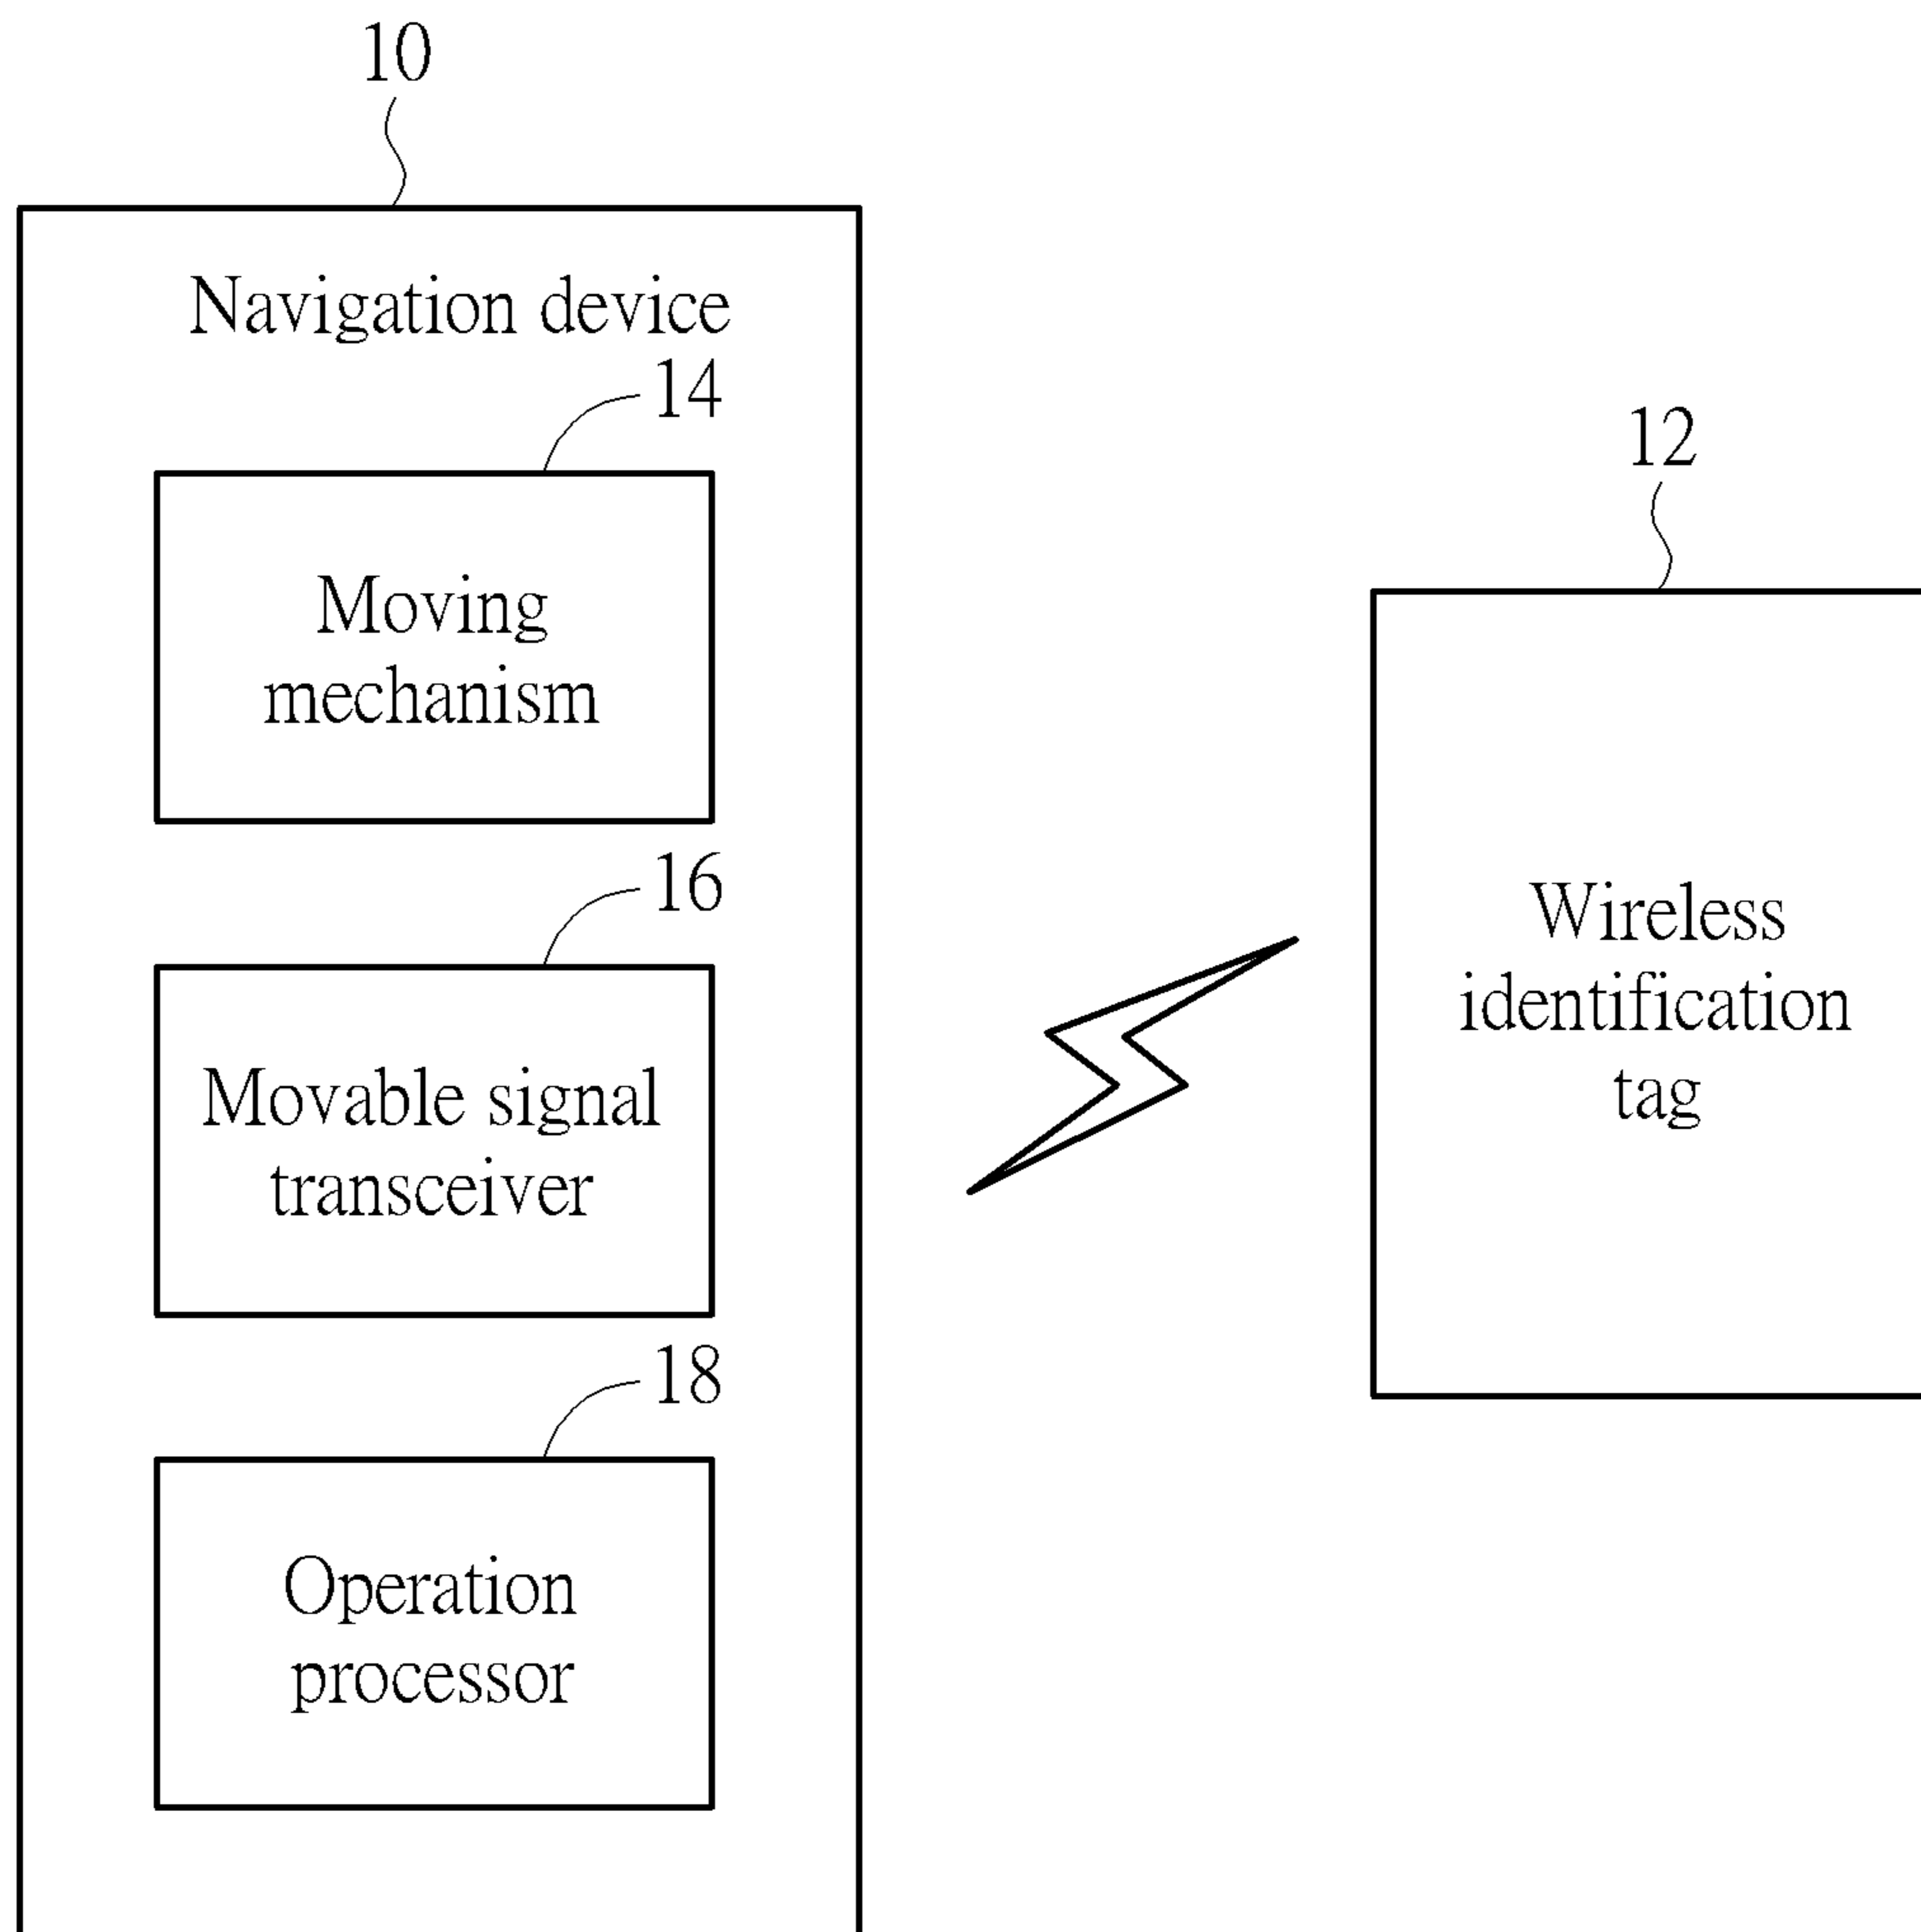 10
Navigation device
14
Moving
mechanism
16
Movable signal
transceiver
18
Operation
processor
12
Wireless
identification
tag